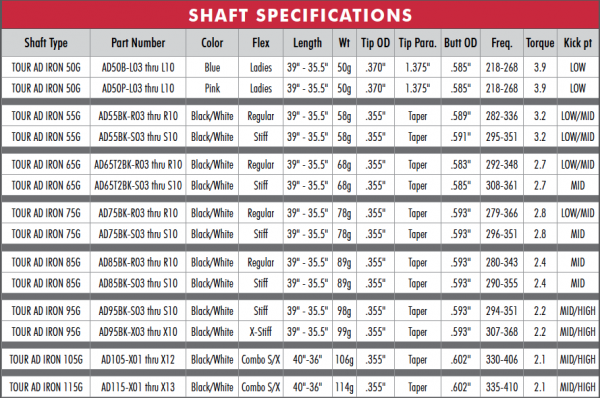 SHAFT SPECIFICATIONS
Shaft Type Part Number Color Flex Length Wt Tip OD Tip Para. Butt OD Freq. Torque Kick pt
TOUR AD IRON 50G AD50B-L03 thru L10 Blue Ladies 39" - 35.5" 50g .370" 1.375" .585" 218-268 3.9 LOW
TOUR AD IRON 50G AD50P-L03 thru L10 Pink Ladies 39" - 35.5" 50g .370" 1.375" .585" 218-268 3.9 LOW
TOUR AD IRON 55G AD55BK-R03 thru R10 Black/White Regular 39" - 35.5" 58g .355" Taper .589" 282-336 3.2 LOW/MID
TOUR AD IRON 55G AD55BK-S03 thru S10 Black/White Stiff 39" - 35.5" 58g .355" Taper .591" 295-351 3.2 LOW/MID
TOUR AD IRON 65G AD65T2BK-R03 thru R10 Black/White Regular 39" - 35.5" 68g .355" Taper .583" 292-348 2.7 LOW/MID
TOUR AD IRON 65G AD65T2BK-S03 thru S10 Black/White Stiff 39" - 35.5" 68g .355" Taper .585" 308-361 2.7 MID
TOUR AD IRON 75G AD75BK-R03 thru R10 Black/White Regular 39" - 35.5" 78g .355" Taper .593" 279-366 2.8 LOW/MID
TOUR AD IRON 75G AD75BK-S03 thru S10 Black/White Stiff 39" - 35.5" 78g .355" Taper .593" 296-351 2.8 MID
TOUR AD IRON 85G AD85BK-R03 thru R10 Black/White Regular 39" - 35.5" 89g .355" Taper .593" 280-343 2.4 MID
TOUR AD IRON 85G AD85BK-S03 thru S10 Black/White Stiff 39" - 35.5" 89g .355" Taper .593" 290-355 2.4 MID
TOUR AD IRON 95G AD95BK-S03 thru S10 Black/White Stiff 39" - 35.5" 98g .355" Taper .593" 294-351 2.2 MID/HIGH
TOUR AD IRON 95G AD95BK-X03 thru X10 Black/White X-Stiff 39" - 35.5" 99g .355" Taper .593" 307-368 2.2 MID/HIGH
TOUR AD IRON 105G AD105-X01 thru X12 Black/White Combo S/X 40"-36" 106g .355" Taper .602" 330-406 2.1 MID/HIGH
TOUR AD IRON 115G AD115-X01 thru X13 Black/White Combo S/X 40"-36" 114g .355" Taper .602" 335-410 2.1 MID/HIGH